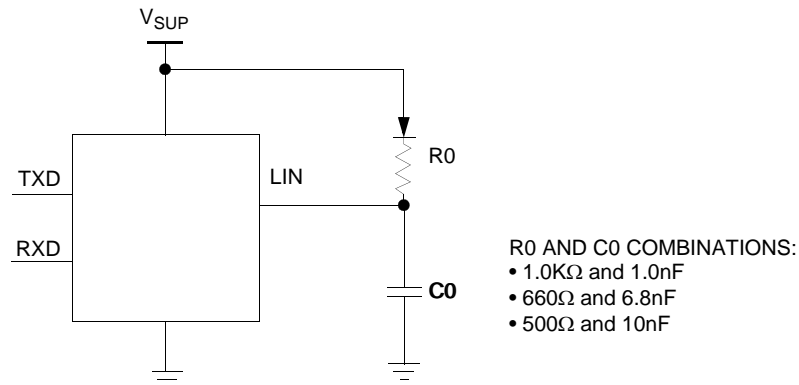 VSUP
R0
TXD
LIN
RXD
C0
R0 AND C0 COMBINATIONS:
• 1.0KΩ and 1.0nF
• 660Ω and 6.8nF
• 500Ω and 10nF